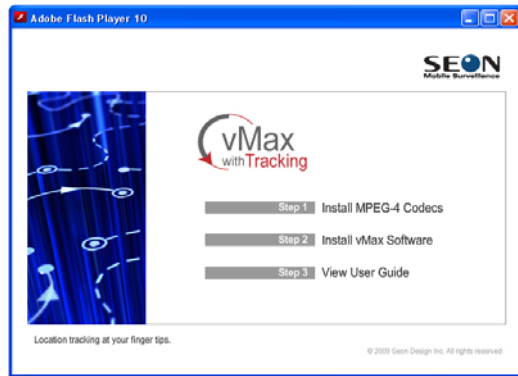 Adobe Flash Player 10
SEON
Mobile Surveillance
vMax
with Tracking
Step 1 Install MPEG-4 Codecs
Step 2 Install vMax Software
Step 3 View User Guide
Location tracking at your finger tips.
© 2009 Seon Design Inc. All rights reserved.